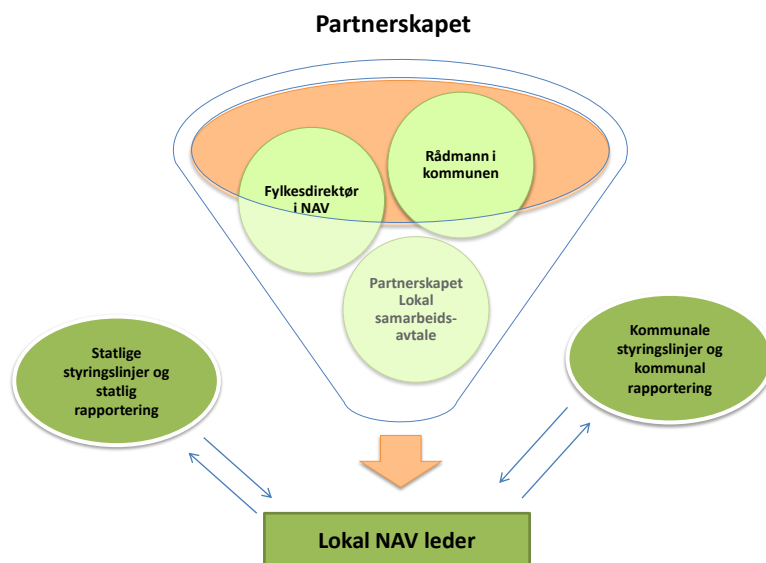 Partnerskapet
Rådmann i
kommunen
Fylkesdirektør
i NAV
Partnerskapet
Lokal
samarbeids-
avtale
Statlige
styringslinjer og
statlig
rapportering
Kommunale
styringslinjer og
kommunal
rapportering
Lokal NAV leder